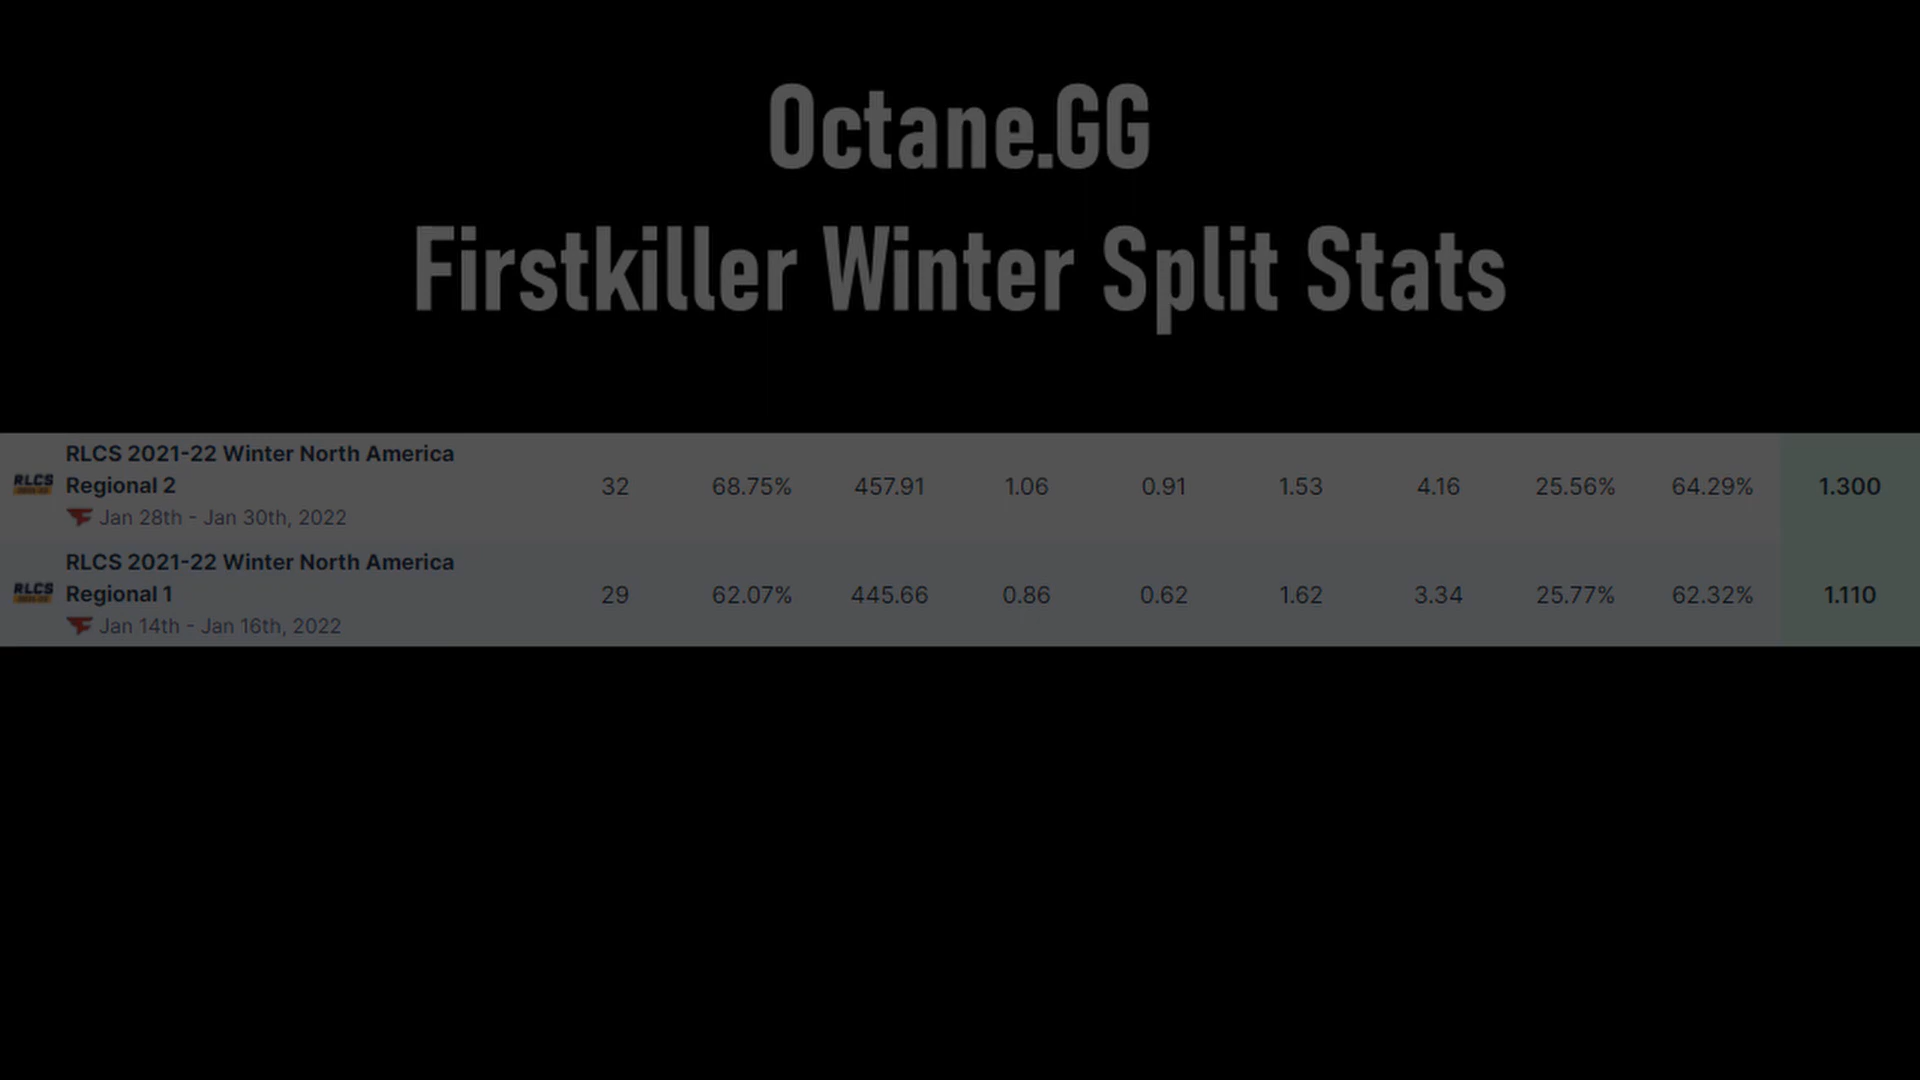 Octane.GG
Firstkiller Winter Split Stats
RLCS 2021-22 Winter North America
Regional 2
RLCS
Jan 28th - Jan 30th, 2022
32 68.75% 457.91 1.06 0.91 1.53 4.16 25.56% 64.29% 1.300
RLCS 2021-22 Winter North America
Regional 1
RLCS
Jan 14th - Jan 16th, 2022
29 62.07% 445.66 0.86 0.62 1.62 3.34 25.77% 62.32% 1.110